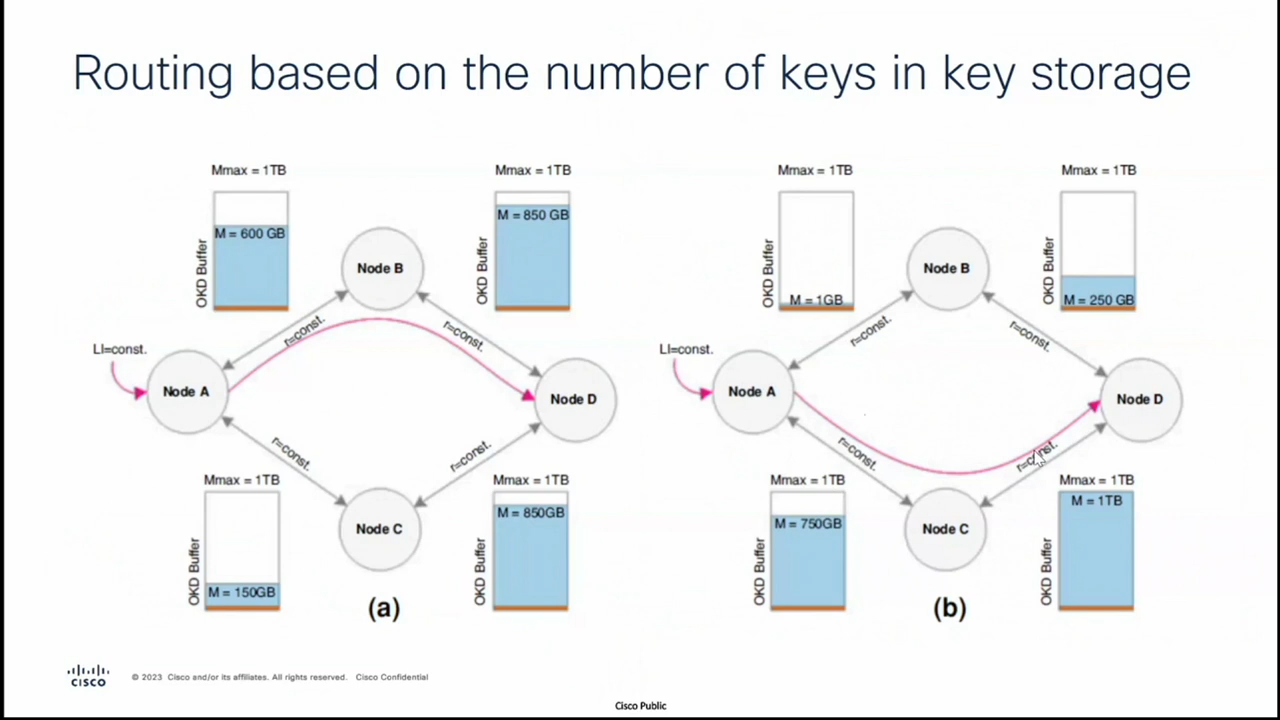 Routing based on the number of keys in key storage
Mmax = 1TB
M = 600 GB
OKD Buffer
Mmax = 1TB
M = 850 GB
OKD Buffer
Node B
r=const.
r=const.
LI=const.
Node A
Node D
r=const.
r=const.
Mmax = 1TB
M = 150GB
OKD Buffer
Node C
Mmax = 1TB
M = 850GB
OKD Buffer
(a)
Mmax = 1TB
M = 1GB
OKD Buffer
Mmax = 1TB
M = 250 GB
OKD Buffer
Node B
r=const.
r=const.
LI=const.
Node A
Node D
r=const.
r=const.
Mmax = 1TB
M = 750GB
OKD Buffer
Node C
Mmax = 1TB
M = 1TB
OKD Buffer
(b)
CISCO
© 2023 Cisco and/or its affiliates. All rights reserved. Cisco Confidential
Cisco Public